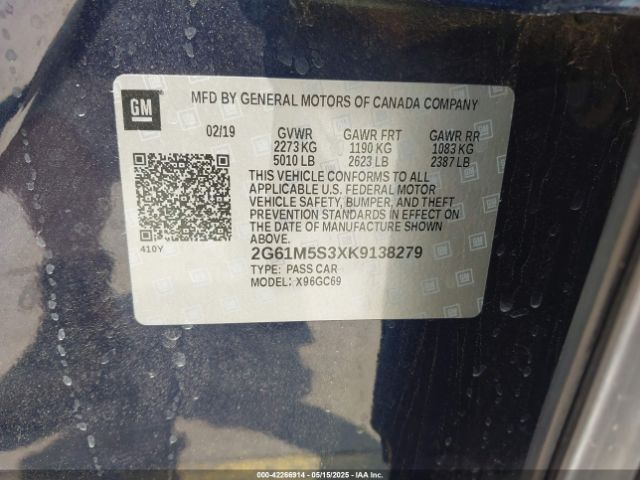 GM
MFD BY GENERAL MOTORS OF CANADA COMPANY
02/19 GVWR GAWR FRT GAWR RR
2273 KG 1190 KG 1083 KG
5010 LB 2623 LB 2387 LB
THIS VEHICLE CONFORMS TO ALL
APPLICABLE U.S. FEDERAL MOTOR
VEHICLE SAFETY, BUMPER, AND THEFT
PREVENTION STANDARDS IN EFFECT ON
THE DATE OF MANUFACTURE SHOWN
ABOVE.
410Y
2G61M5S3XK9138279
TYPE: PASS CAR
MODEL: X96GC69
000-42266914 - 05/15/2025 - IAA Inc.